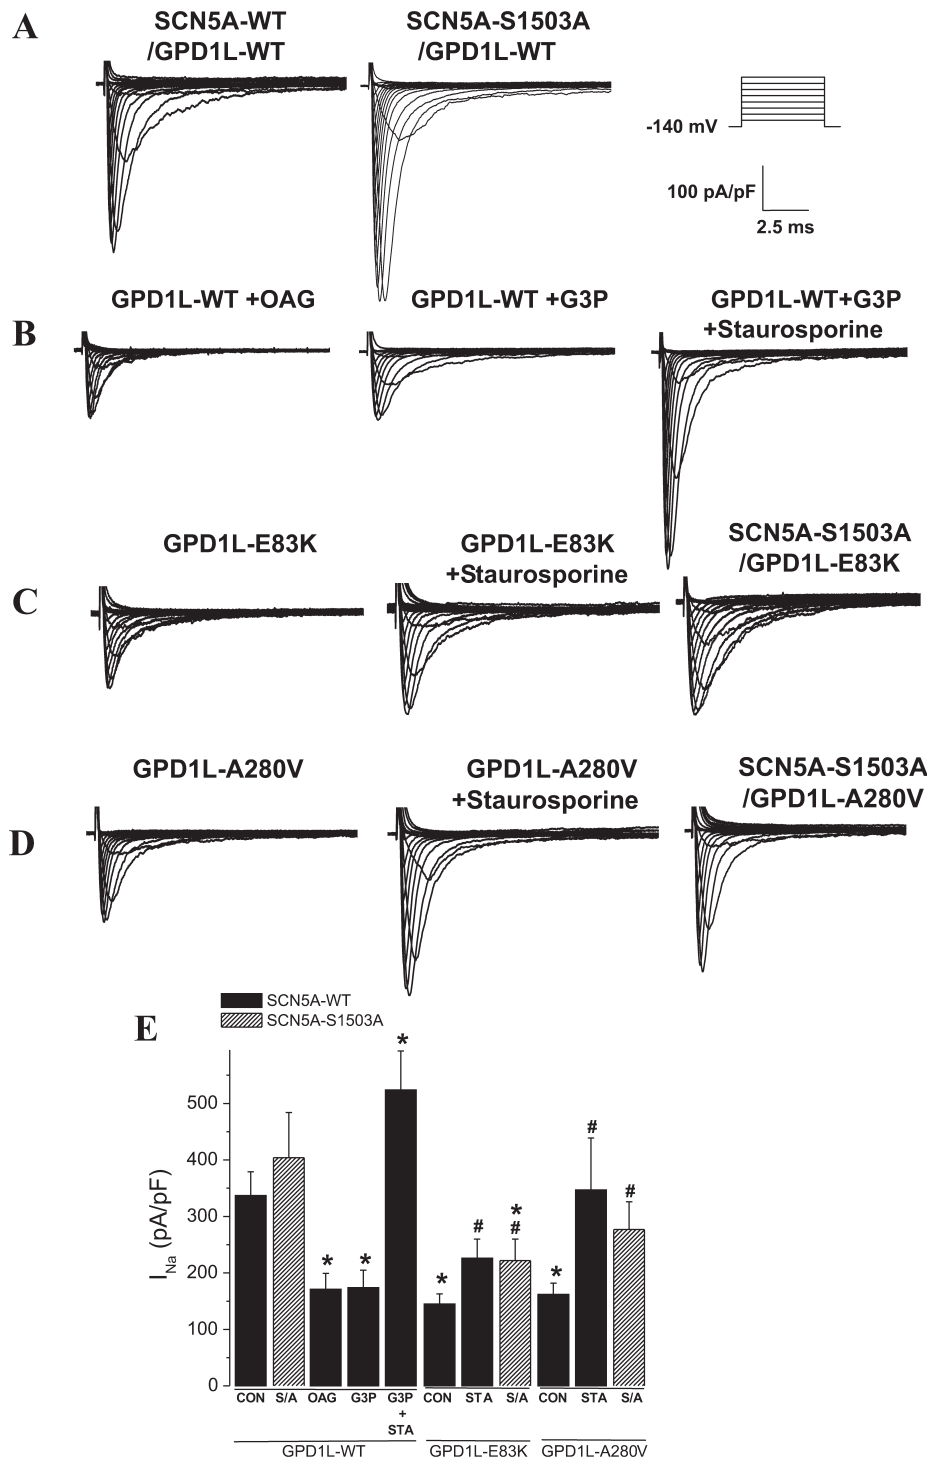 A
SCN5A-WT
/GPD1L-WT
SCN5A-S1503A
/GPD1L-WT
-140 mV
100 pA/pF
2.5 ms
B
GPD1L-WT +OAG
GPD1L-WT +G3P
GPD1L-WT+G3P
+Staurosporine
C
GPD1L-E83K
GPD1L-E83K
+Staurosporine
SCN5A-S1503A
/GPD1L-E83K
D
GPD1L-A280V
GPD1L-A280V
+Staurosporine
SCN5A-S1503A
/GPD1L-A280V
E
SCN5A-WT
SCN5A-S1503A
INa (pA/pF)
500
400
300
200
100
0
* * * * # * # * # #
CON S/A OAG G3P G3P + STA CON STA S/A CON STA S/A
GPD1L-WT GPD1L-E83K GPD1L-A280V